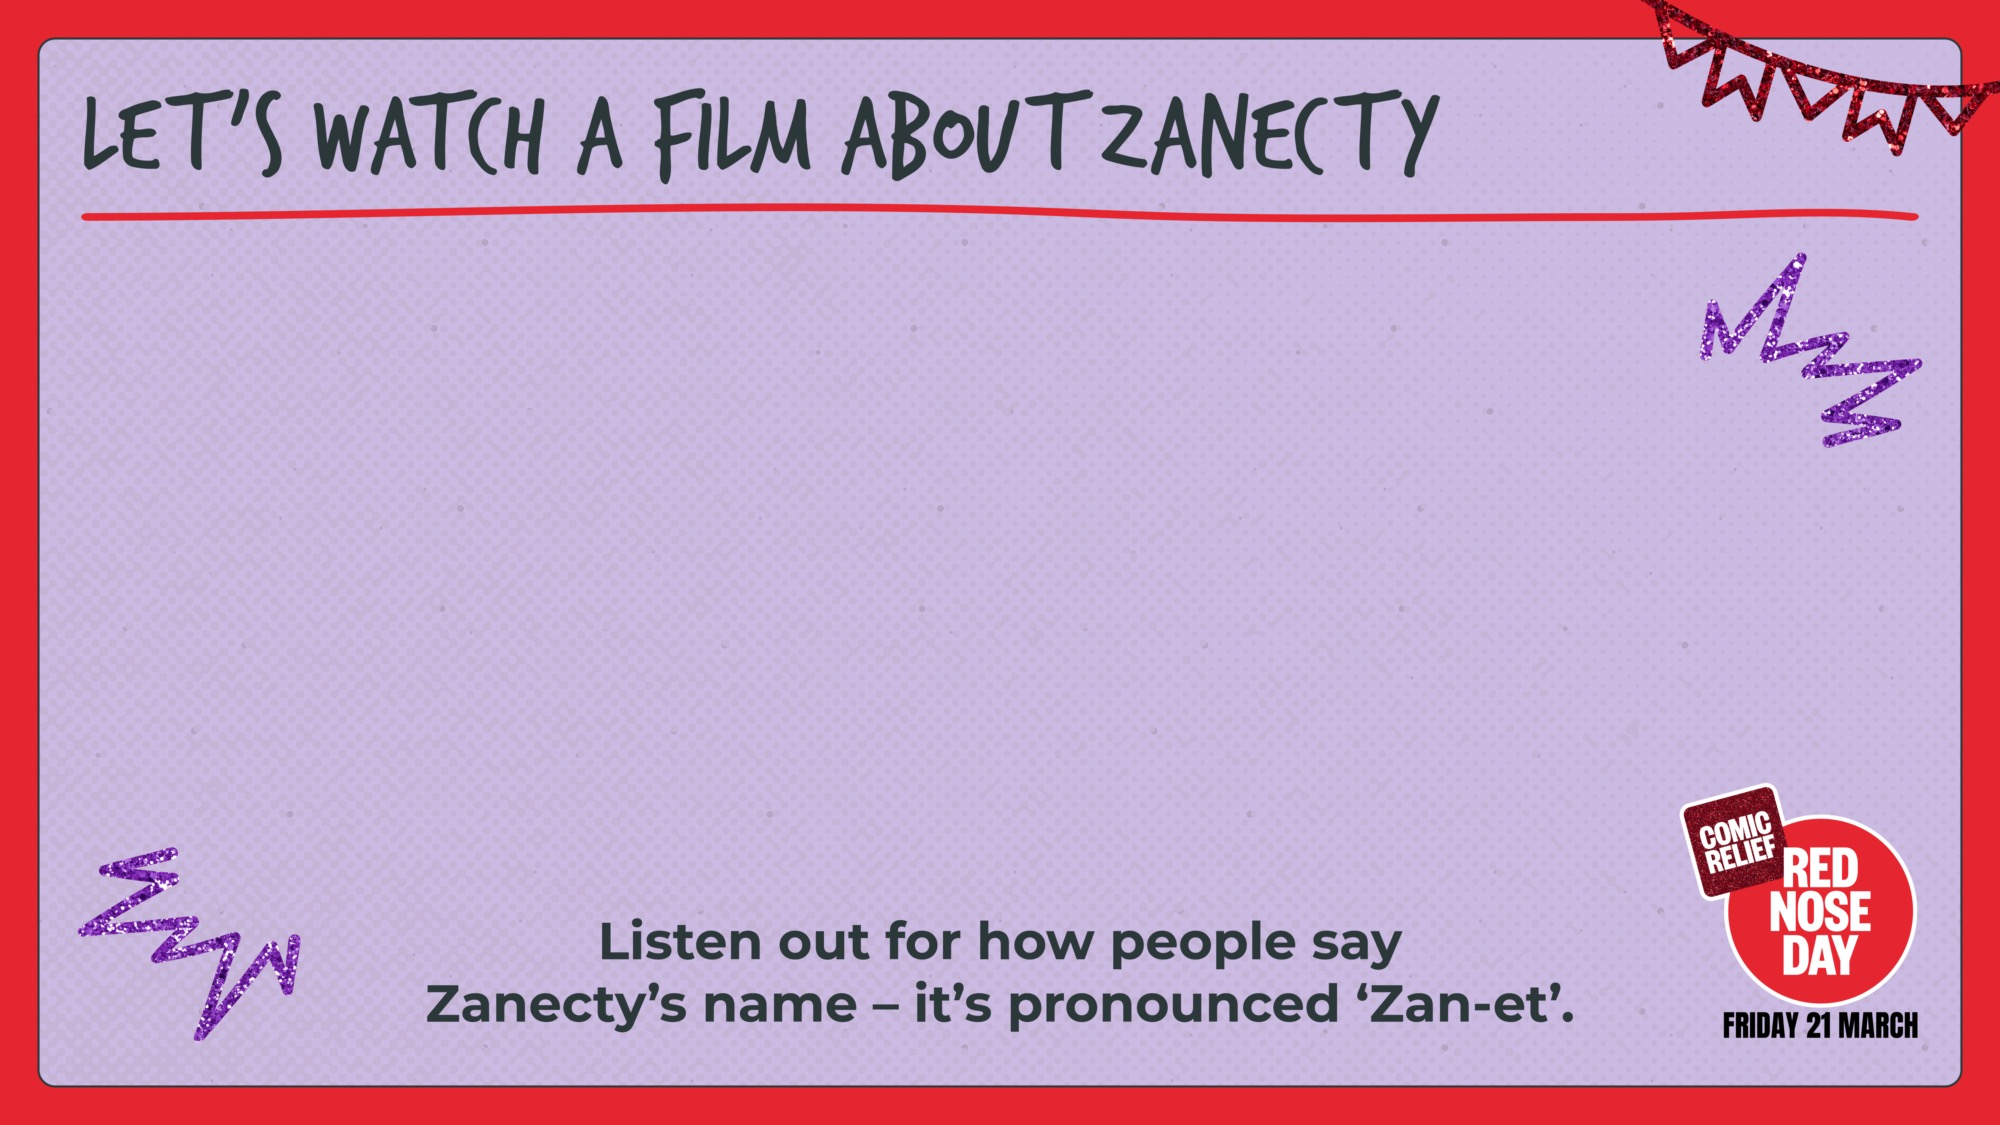 LET'S WATCH A FILM ABOUT ZANECTY
Listen out for how people say
Zanecty’s name – it’s pronounced ‘Zan-et’.
COMIC
RELIEF
RED
NOSE
DAY
FRIDAY 21 MARCH